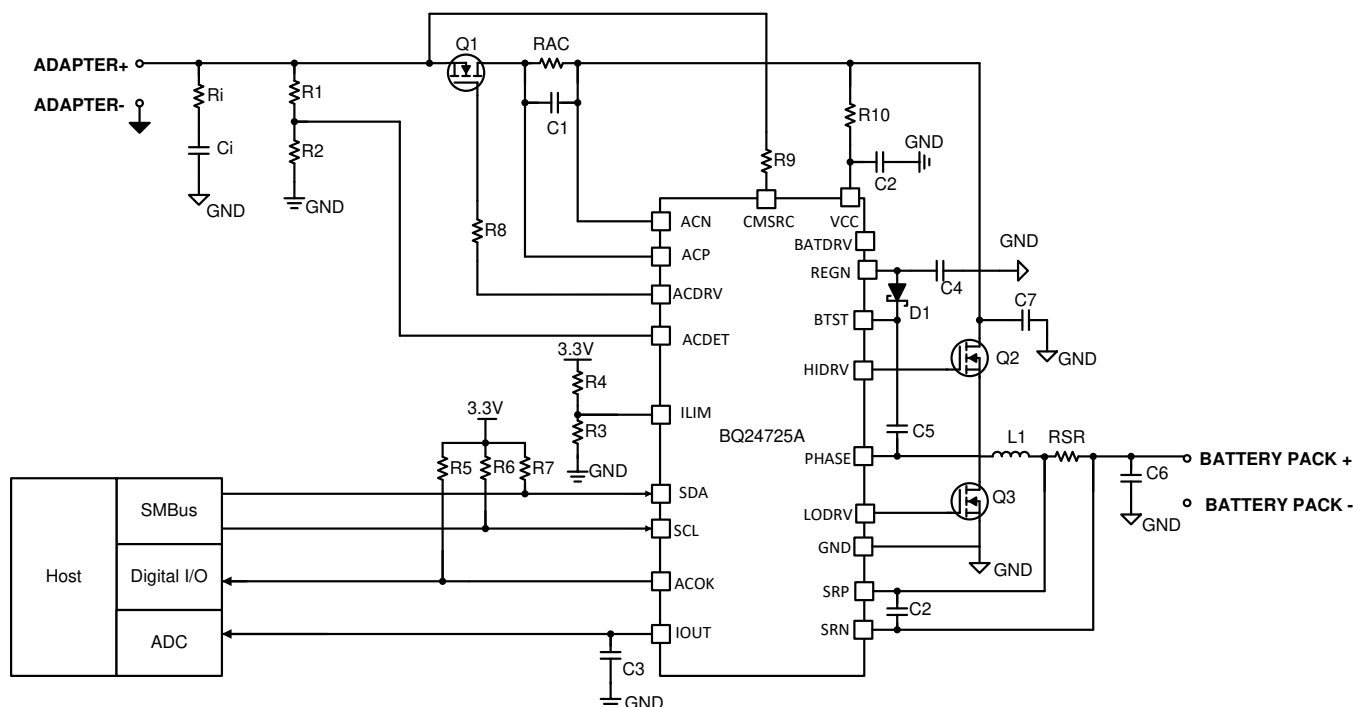 Q1
RAC
ADAPTER+
ADAPTER-
Ri
R1
C1
R10
GND
Ci
R2
R9
C2
GND
GND
R8
ACN
CMSRC
VCC
BATDRV
GND
ACP
REGN
C4
ACDRV
D1
C7
BTST
ACDET
3.3V
Q2
GND
R4
HIDRV
3.3V
ILIM
R3
BQ24725A
C5
L1
RSR
R5
R6
R7
GND
PHASE
C6
BATTERY PACK +
SDA
Q3
SMBus
LODRV
GND
BATTERY PACK -
SCL
GND
GND
Host
Digital I/O
ACOK
SRP
C2
ADC
IOUT
SRN
C3
GND